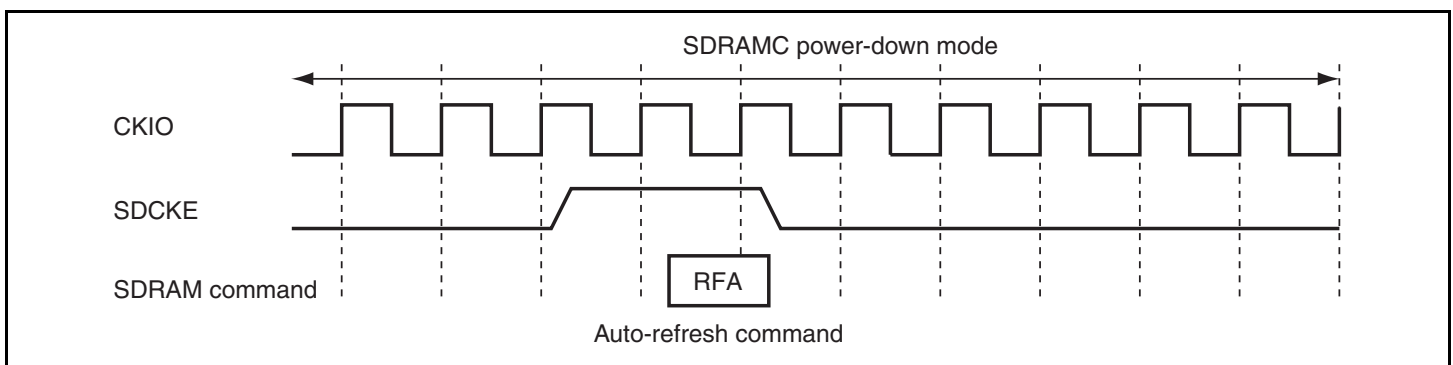 SDRAMC power-down mode
CKIO
SDCKE
SDRAM command
RFA
Auto-refresh command